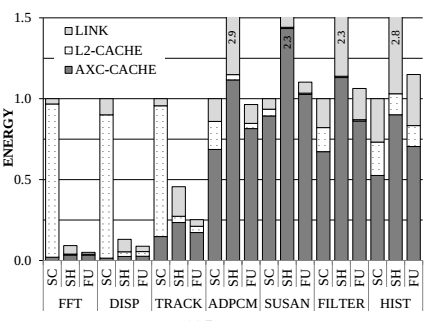 1.5
LINK
L2-CACHE
AXC-CACHE
2.9
2.3
2.3
2.8
1.0
ENERGY
0.5
0.0
SC SH FU SC SH FU SC SH FU SC SH FU SC SH FU SC SH FU SC SH FU
FFT DISP TRACK ADPCM SUSAN FILTER HIST